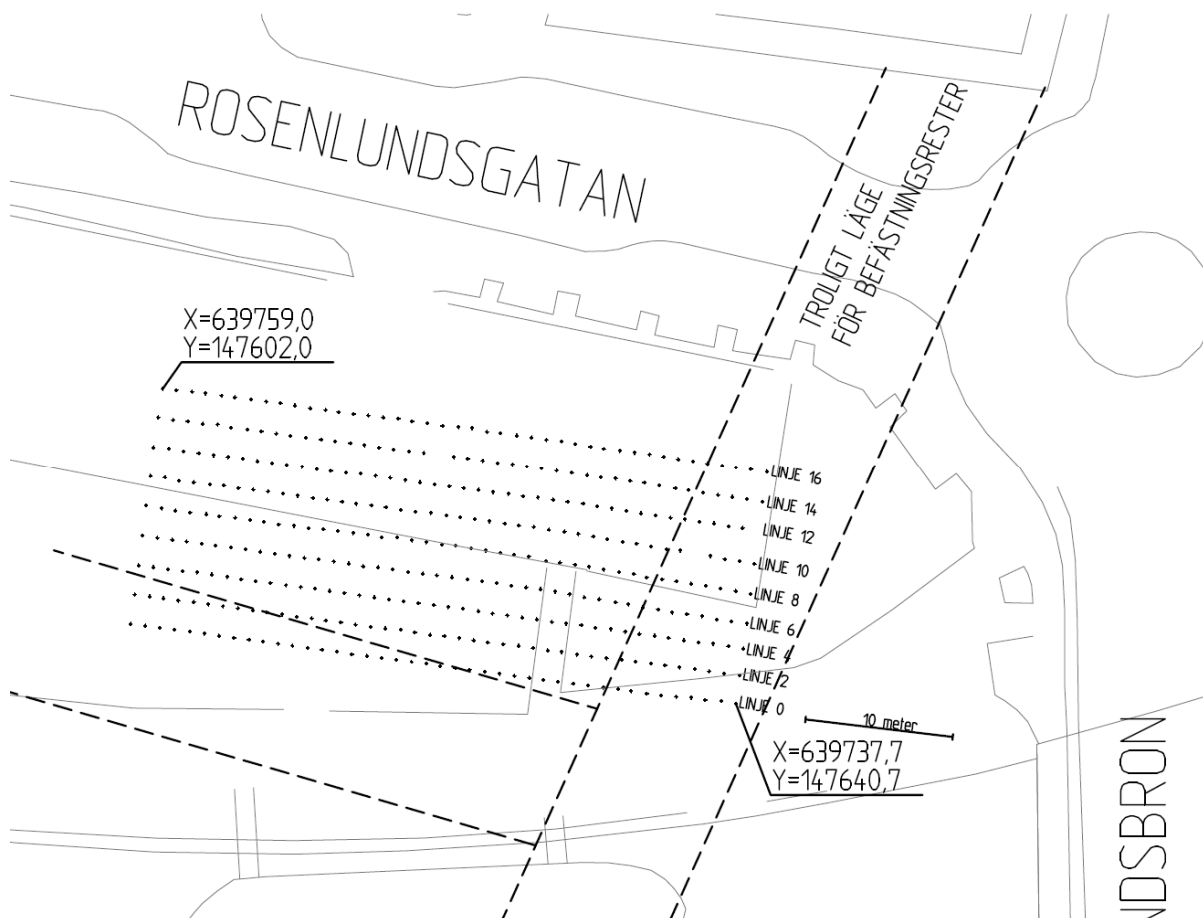 ROSENLUNDSGATAN
TROLIGT LÄGE
FÖR BEFÄSTNINGSRESTER
X=639759,0
Y=147602,0
LINJE 16
LINJE 14
LINJE 12
LINJE 10
LINJE 8
LINJE 6
LINJE 4
LINJE 2
LINJE 0
10 meter
X=639737,7
Y=147640,7
NDSBRON